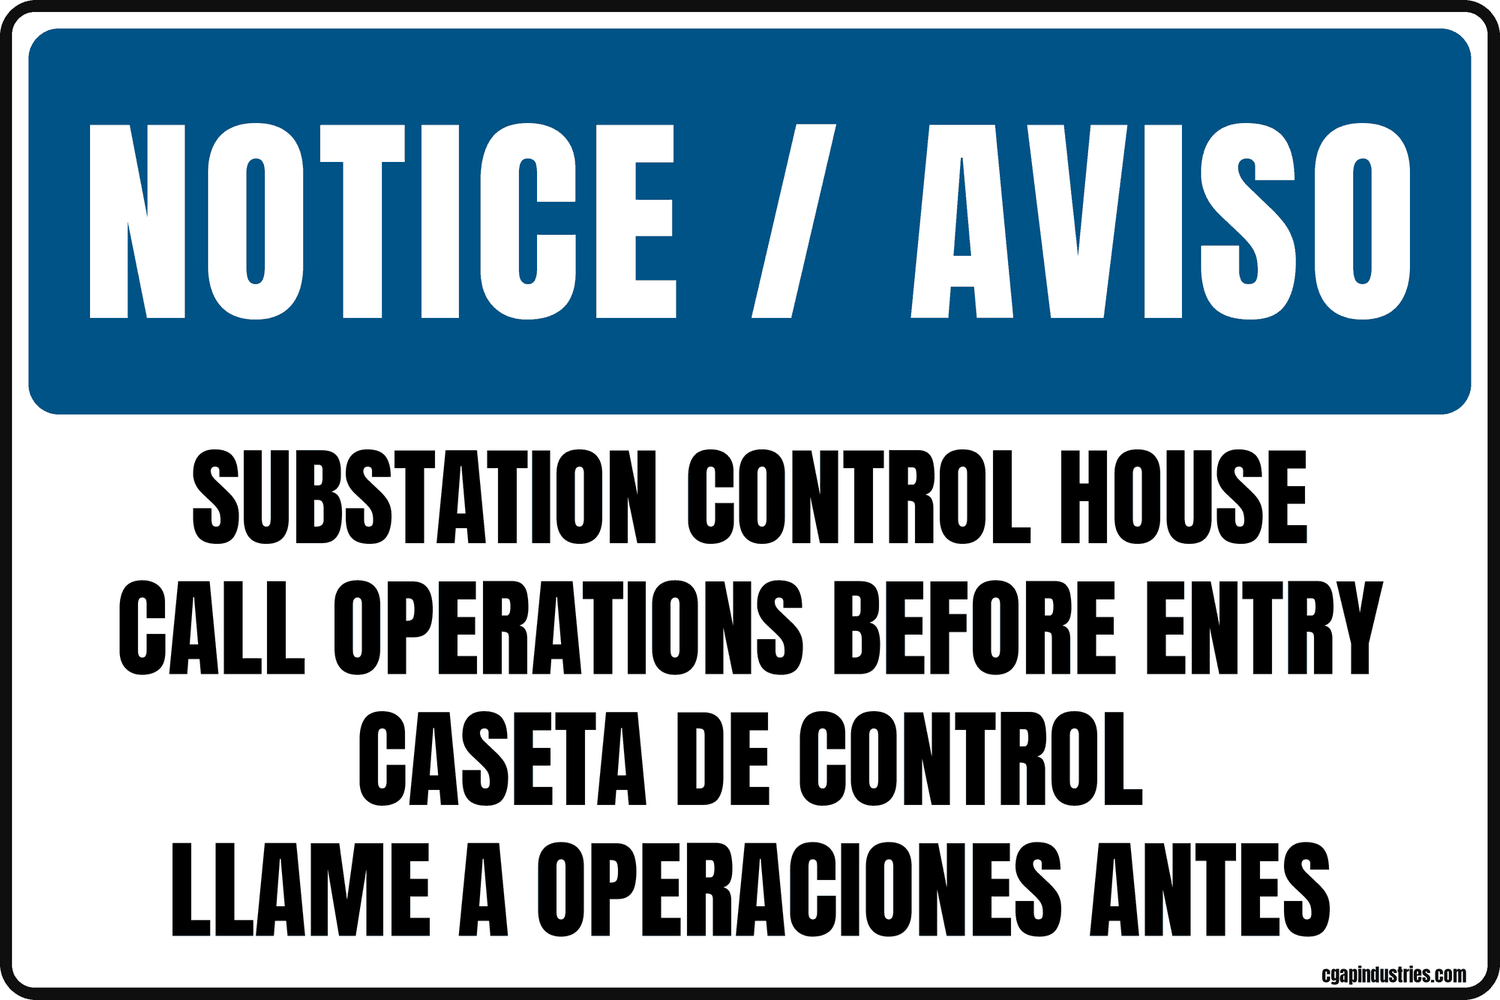 NOTICE / AVISO
SUBSTATION CONTROL HOUSE
CALL OPERATIONS BEFORE ENTRY
CASETA DE CONTROL
LLAME A OPERACIONES ANTES
cgapindustries.com